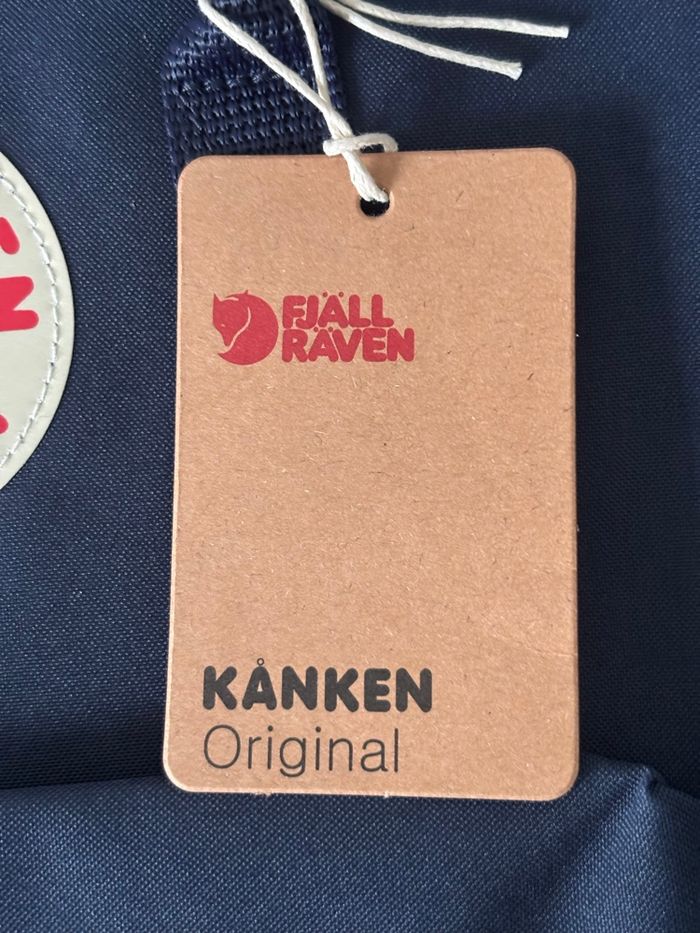 FJÄLL
RÄVEN
KÅNKEN
Original